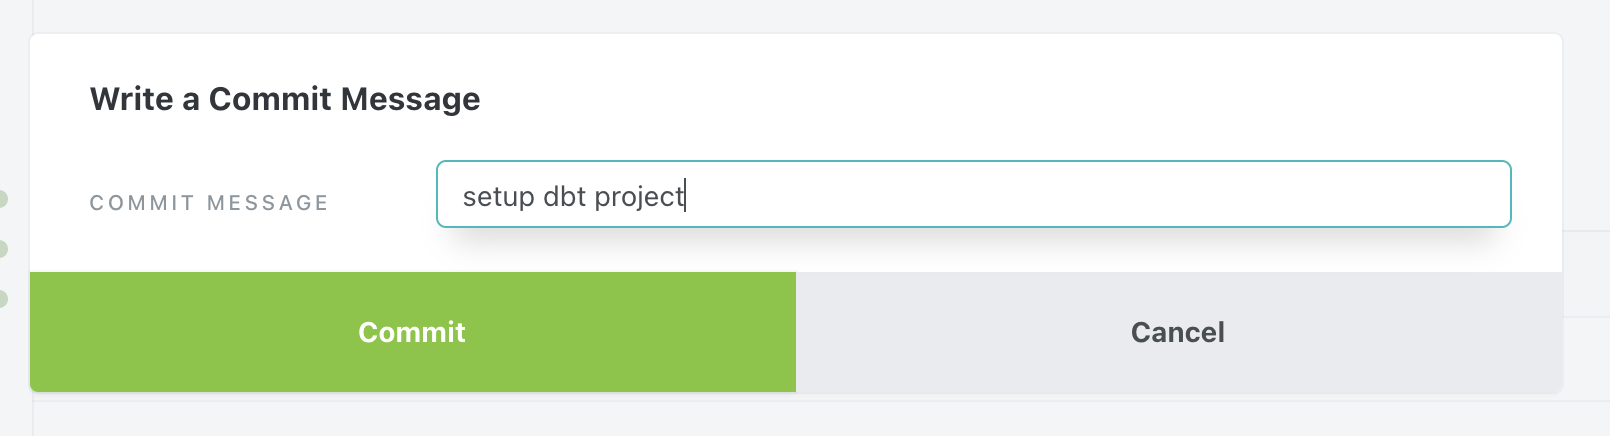 Write a Commit Message
COMMIT MESSAGE
setup dbt project
Commit
Cancel